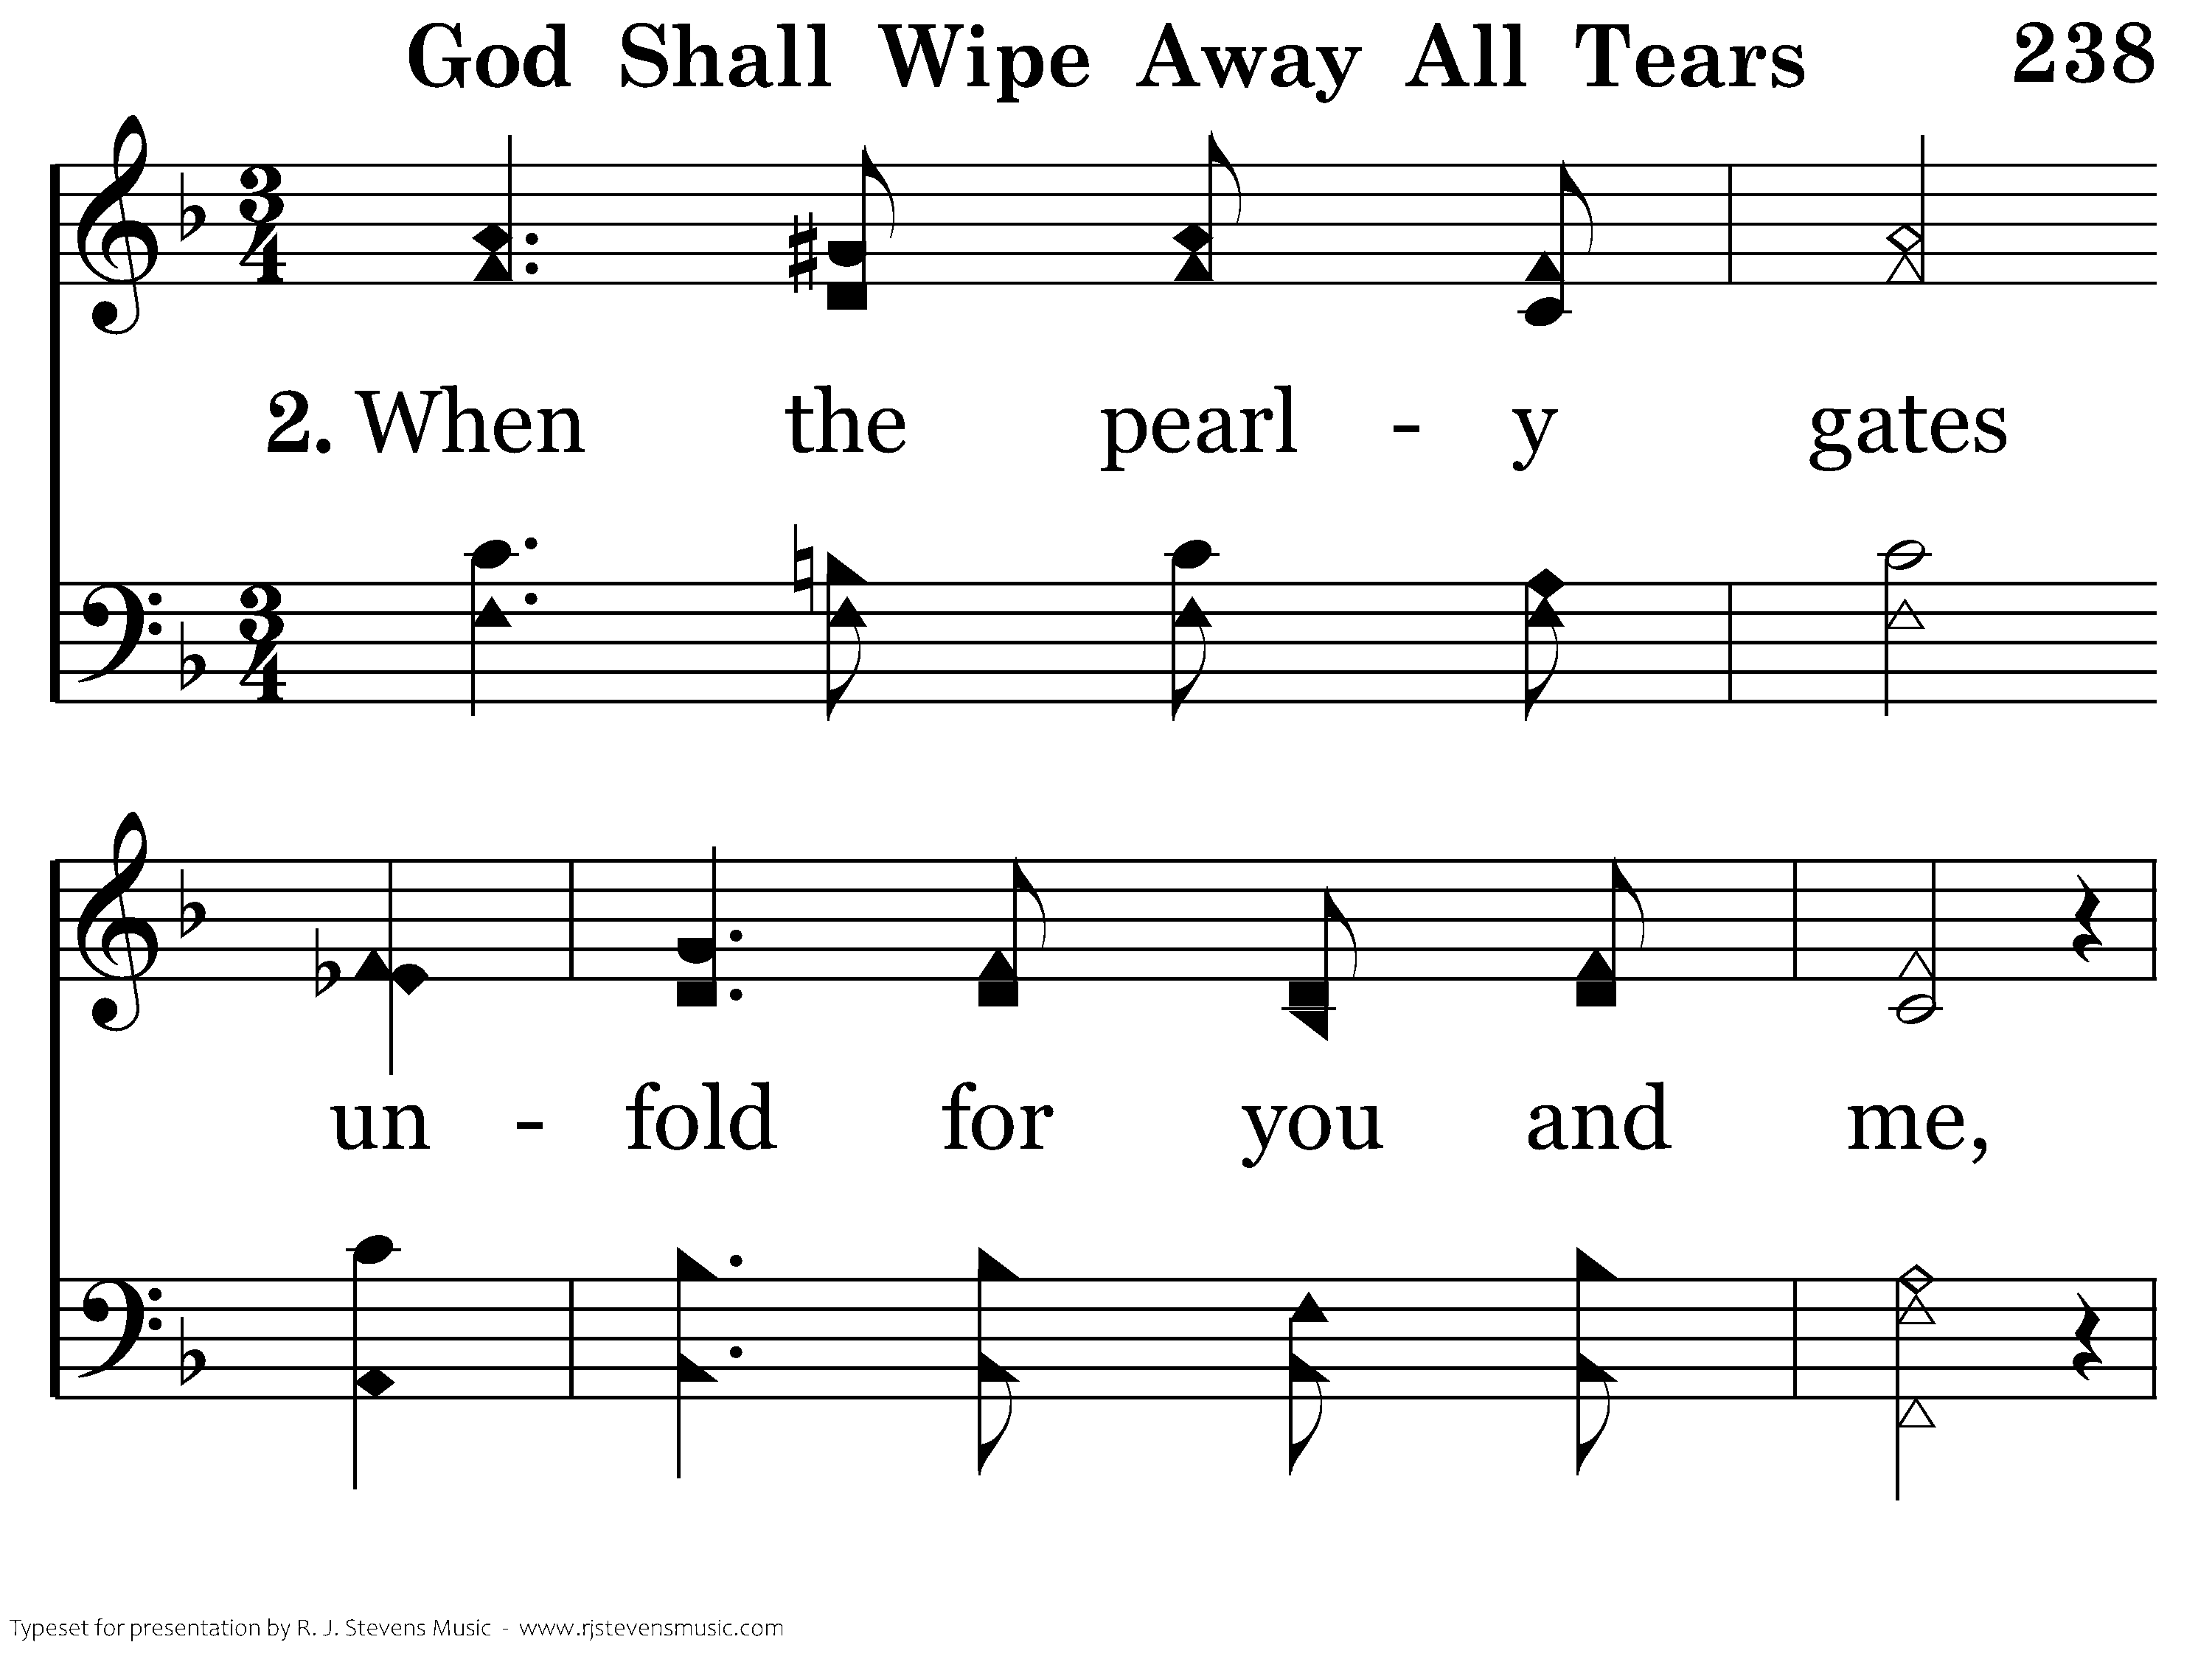 God Shall Wipe Away All Tears 238
3
4
2. When the pearl - y gates
3
4
un - fold for you and me,
Typeset for presentation by R. J. Stevens Music - www.rjstevensmusic.com